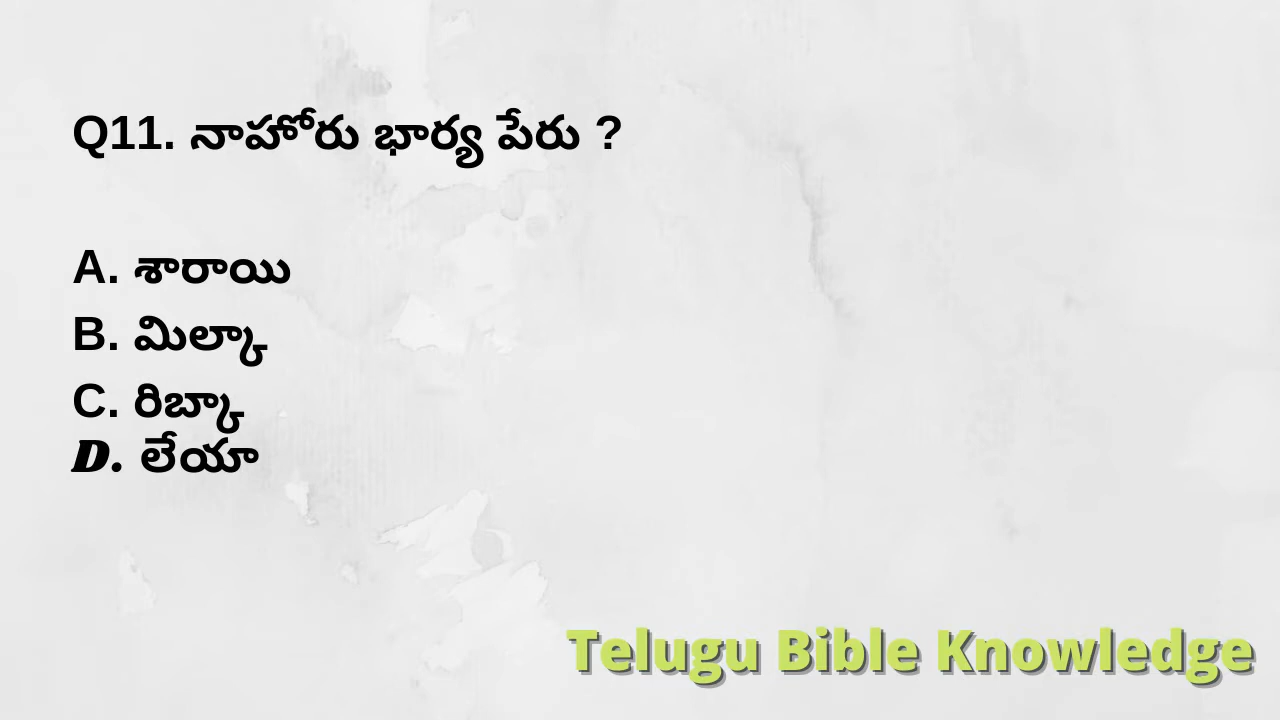 Q11. నాహోరు భార్య పేరు ?
A. శారాయి
B. మిల్కా
C. రిబ్కా
D. లేయా
Telugu Bible Knowledge